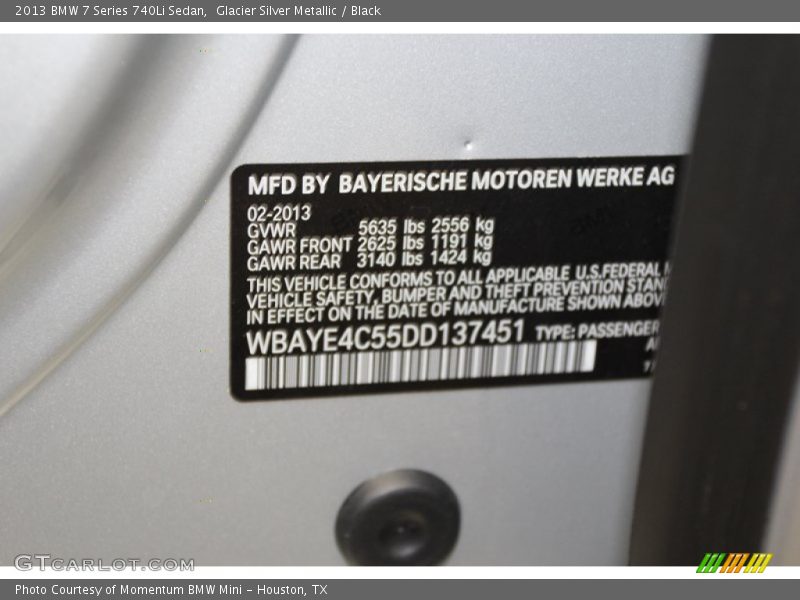 2013 BMW 7 Series 740Li Sedan,  Glacier Silver Metallic / Black
MFD BY BAYERISCHE MOTOREN WERKE AG
02-2013
GVWR 5635 lbs 2556 kg
GAWR FRONT 2625 lbs 1191 kg
GAWR REAR 3140 lbs 1424 kg
THIS VEHICLE CONFORMS TO ALL APPLICABLE U.S.FEDERAL
VEHICLE SAFETY, BUMPER AND THEFT PREVENTION STAN
IN EFFECT ON THE DATE OF MANUFACTURE SHOWN ABOV
WBAYE4C55DD137451 TYPE: PASSENGER
GTCARLOT.COM
Photo Courtesy of Momentum BMW Mini – Houston, TX